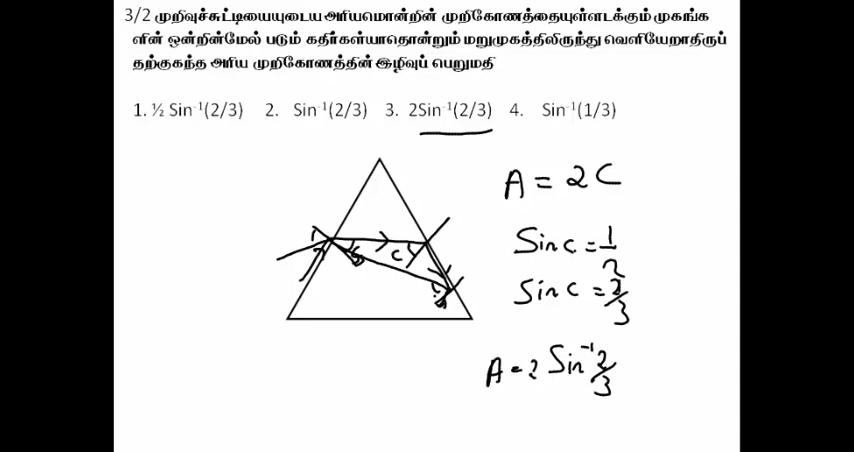 3/2 முறிவுச்சுட்டியையுடைய அரியமொன்றின் முறிகோணத்தையுள்ளடக்கும் முகங்க
ளின் ஒன்றின்மேல் படும் கதிர்கள்யாதொன்றும் மறுமுகத்திலிருந்து வெளியேறாதிருப்
தற்குகந்த அரிய முறிகோணத்தின் இழிவுப் பெறுமதி
1. ½ Sin⁻¹(2/3) 2. Sin⁻¹(2/3) 3. 2Sin⁻¹(2/3) 4. Sin⁻¹(1/3)
A = 2C
Sin c = 1/2
Sin c = 2/3
A = 2 Sin⁻¹ 2/3
c